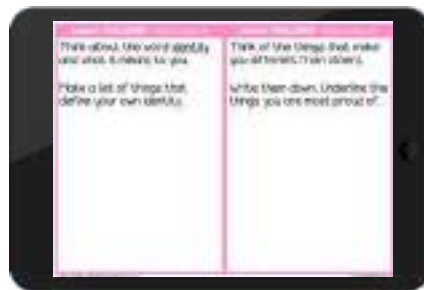 Think about the word identity
and what it means to you.
Make a list of things that
define your own identity.
Think of the things that make
you different from others.
write them down. Underline the
things you are most proud of.